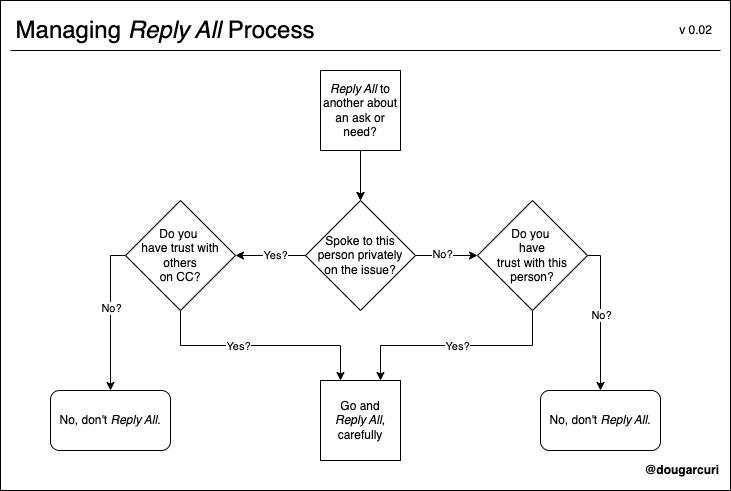 Managing Reply All Process
v 0.02
Reply All to
another about
an ask or
need?
Do you
have trust with
others
on CC?
Yes?
Spoke to this
person privately
on the issue?
No?
Do you
have
trust with this
person?
No?
No?
Yes?
Yes?
No, don't Reply All.
Go and
Reply All,
carefully
No, don't Reply All.
@dougarcuri